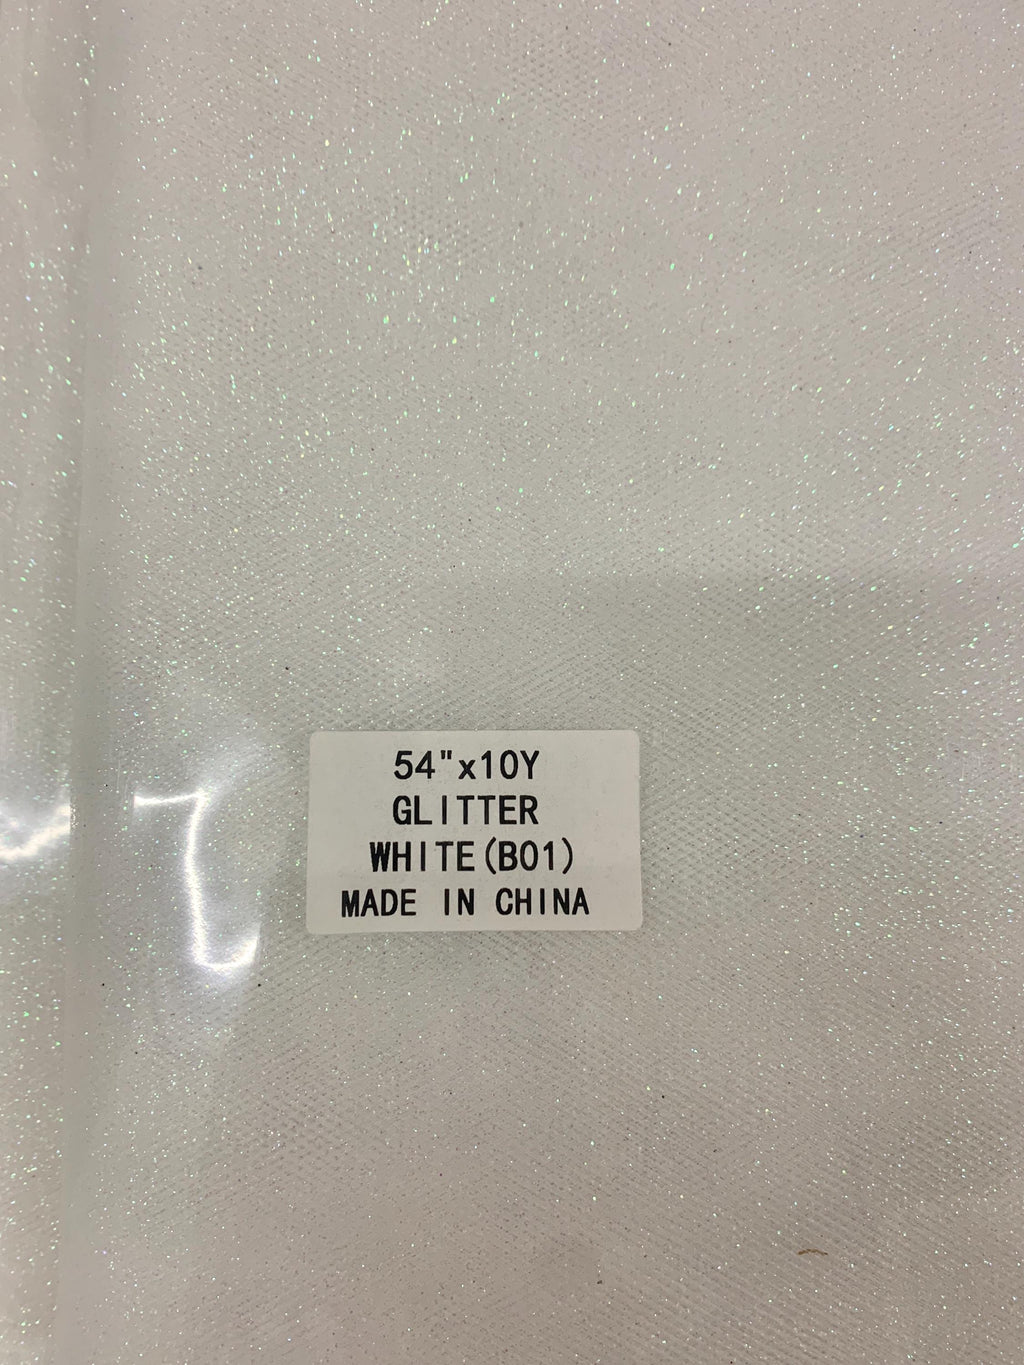 54"x10Y
GLITTER
WHITE(B01)
MADE IN CHINA